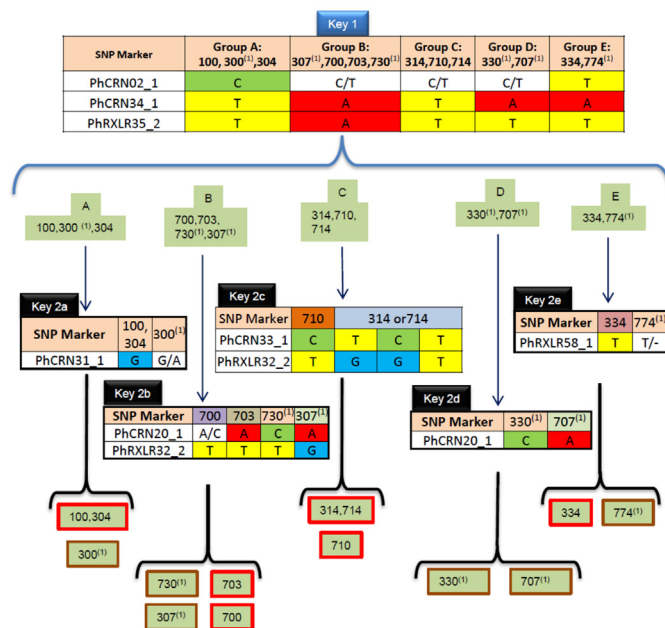 Key 1
SNP Marker Group A: 100, 300(1),304 Group B: 307(1),700,703,730(1) Group C: 314,710,714 Group D: 330(1),707(1) Group E: 334,774(1)
PhCRN02_1 C C/T C/T C/T T
PhCRN34_1 T A T A A
PhRXLR35_2 T A T T T
A
100,300 (1),304
B
700,703,
730(1),307(1)
C
314,710,
714
D
330(1),707(1)
E
334,774(1)
Key 2a
SNP Marker 100, 304 300(1)
PhCRN31_1 G G/A
Key 2c
SNP Marker 710 314 or714
PhCRN33_1 C T C T
PhRXLR32_2 T G G T
Key 2e
SNP Marker 334 774(1)
PhRXLR58_1 T T/-
Key 2b
SNP Marker 700 703 730(1) 307(1)
PhCRN20_1 A/C A C A
PhRXLR32_2 T T T G
Key 2d
SNP Marker 330(1) 707(1)
PhCRN20_1 C A
100,304
300(1)
730(1) 703
307(1) 700
314,714
710
330(1) 707(1)
334 774(1)